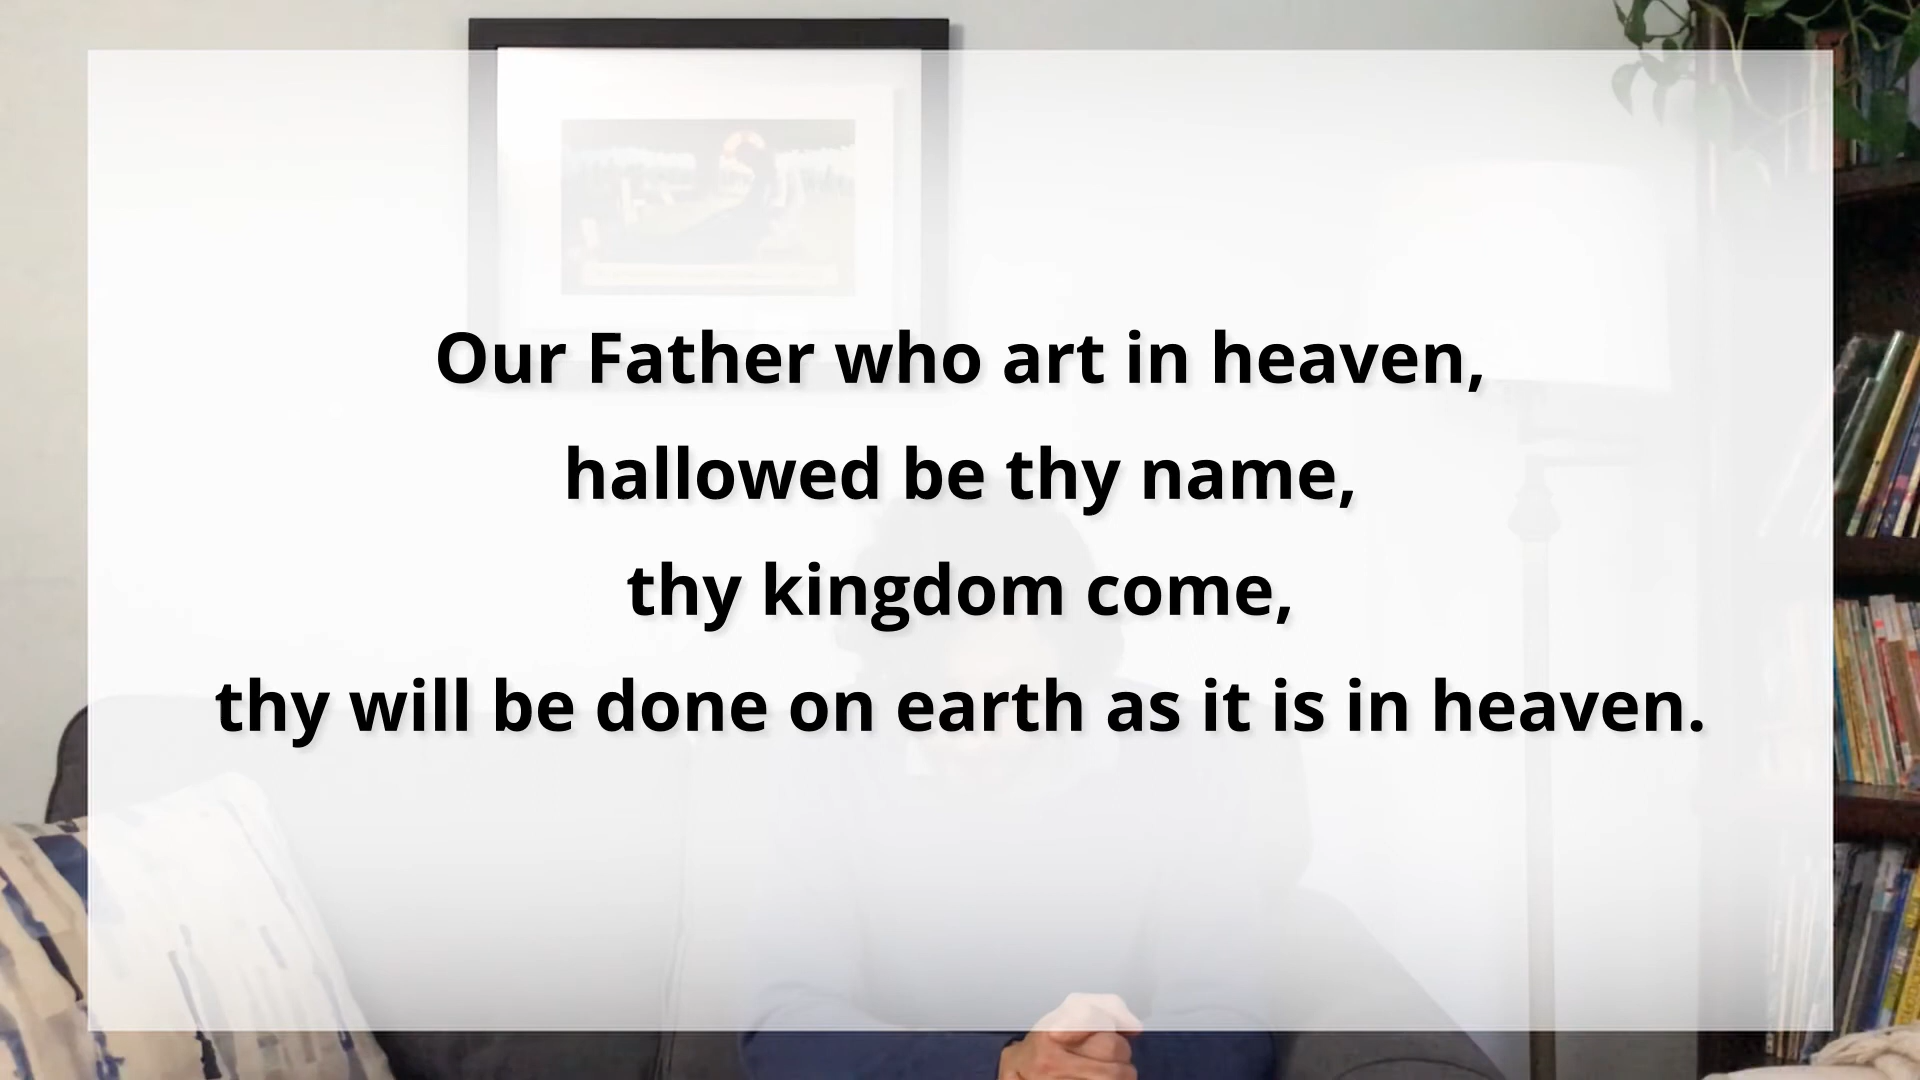 Our Father who art in heaven,
hallowed be thy name,
thy kingdom come,
thy will be done on earth as it is in heaven.